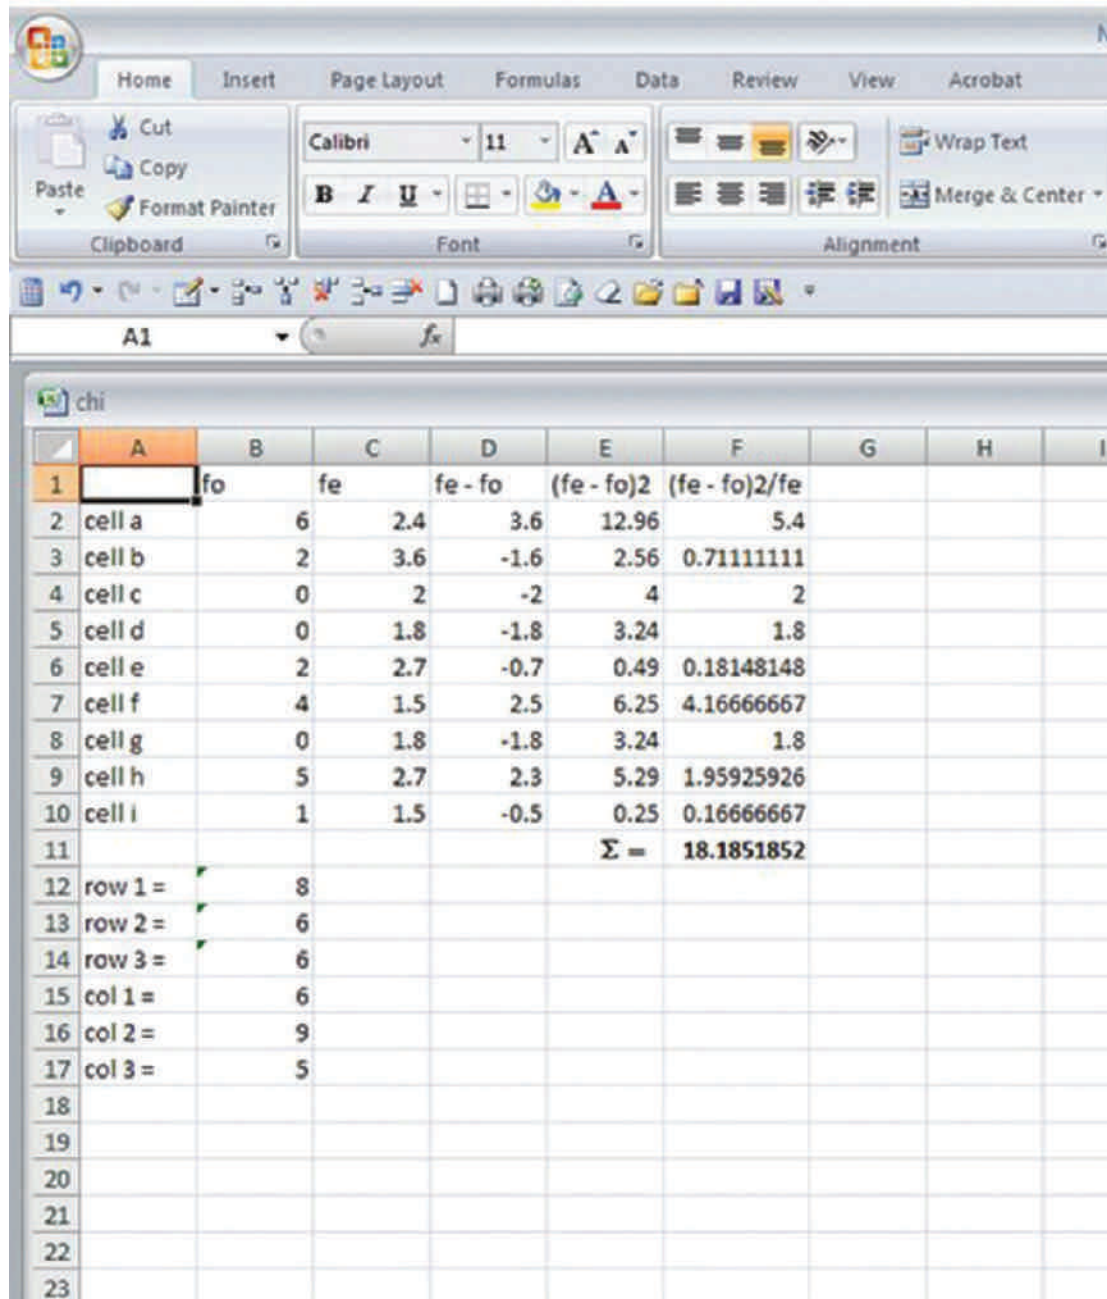 Home Insert Page Layout Formulas Data Review View Acrobat
Cut
Calibri 11 A A Wrap Text
Copy
Paste
Format Painter B I U A Merge & Center
Clipboard Font Alignment
A1 fx
chi
A B C D E F G H I
1 fo fe fe - fo (fe - fo)2 (fe - fo)2/fe
2 cell a 6 2.4 3.6 12.96 5.4
3 cell b 2 3.6 -1.6 2.56 0.71111111
4 cell c 0 2 -2 4 2
5 cell d 0 1.8 -1.8 3.24 1.8
6 cell e 2 2.7 -0.7 0.49 0.18148148
7 cell f 4 1.5 2.5 6.25 4.16666667
8 cell g 0 1.8 -1.8 3.24 1.8
9 cell h 5 2.7 2.3 5.29 1.95925926
10 cell i 1 1.5 -0.5 0.25 0.16666667
11 Σ = 18.1851852
12 row 1 = 8
13 row 2 = 6
14 row 3 = 6
15 col 1 = 6
16 col 2 = 9
17 col 3 = 5
18
19
20
21
22
23